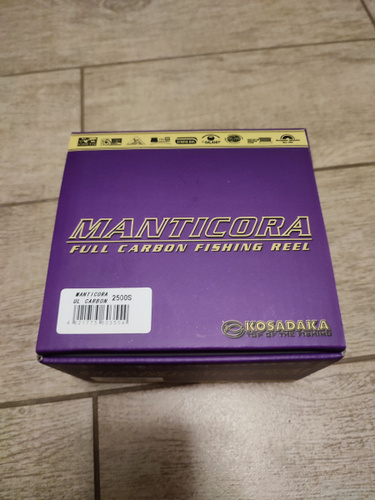 MANTICORA
FULL CARBON FISHING REEL
MANTICORA
UL CARBON 2500S
KOSADAKA
TOP OF THE FISHING